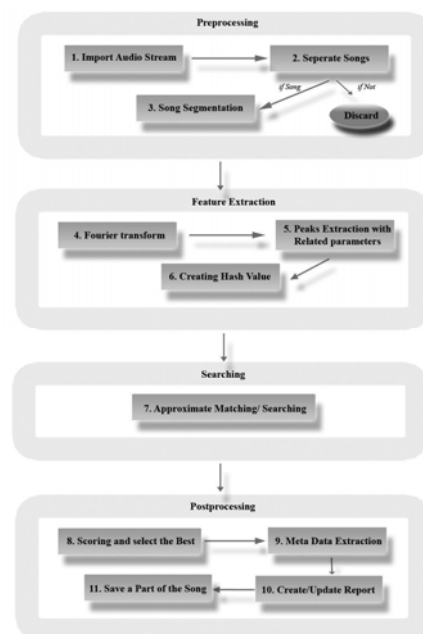 Preprocessing
1. Import Audio Stream
2. Seperate Songs
if Song
if Not
3. Song Segmentation
Discard
Feature Extraction
4. Fourier transform
5. Peaks Extraction with
Related parameters
6. Creating Hash Value
Searching
7. Approximate Matching/ Searching
Postprocessing
8. Scoring and select the Best
9. Meta Data Extraction
11. Save a Part of the Song
10. Create/Update Report